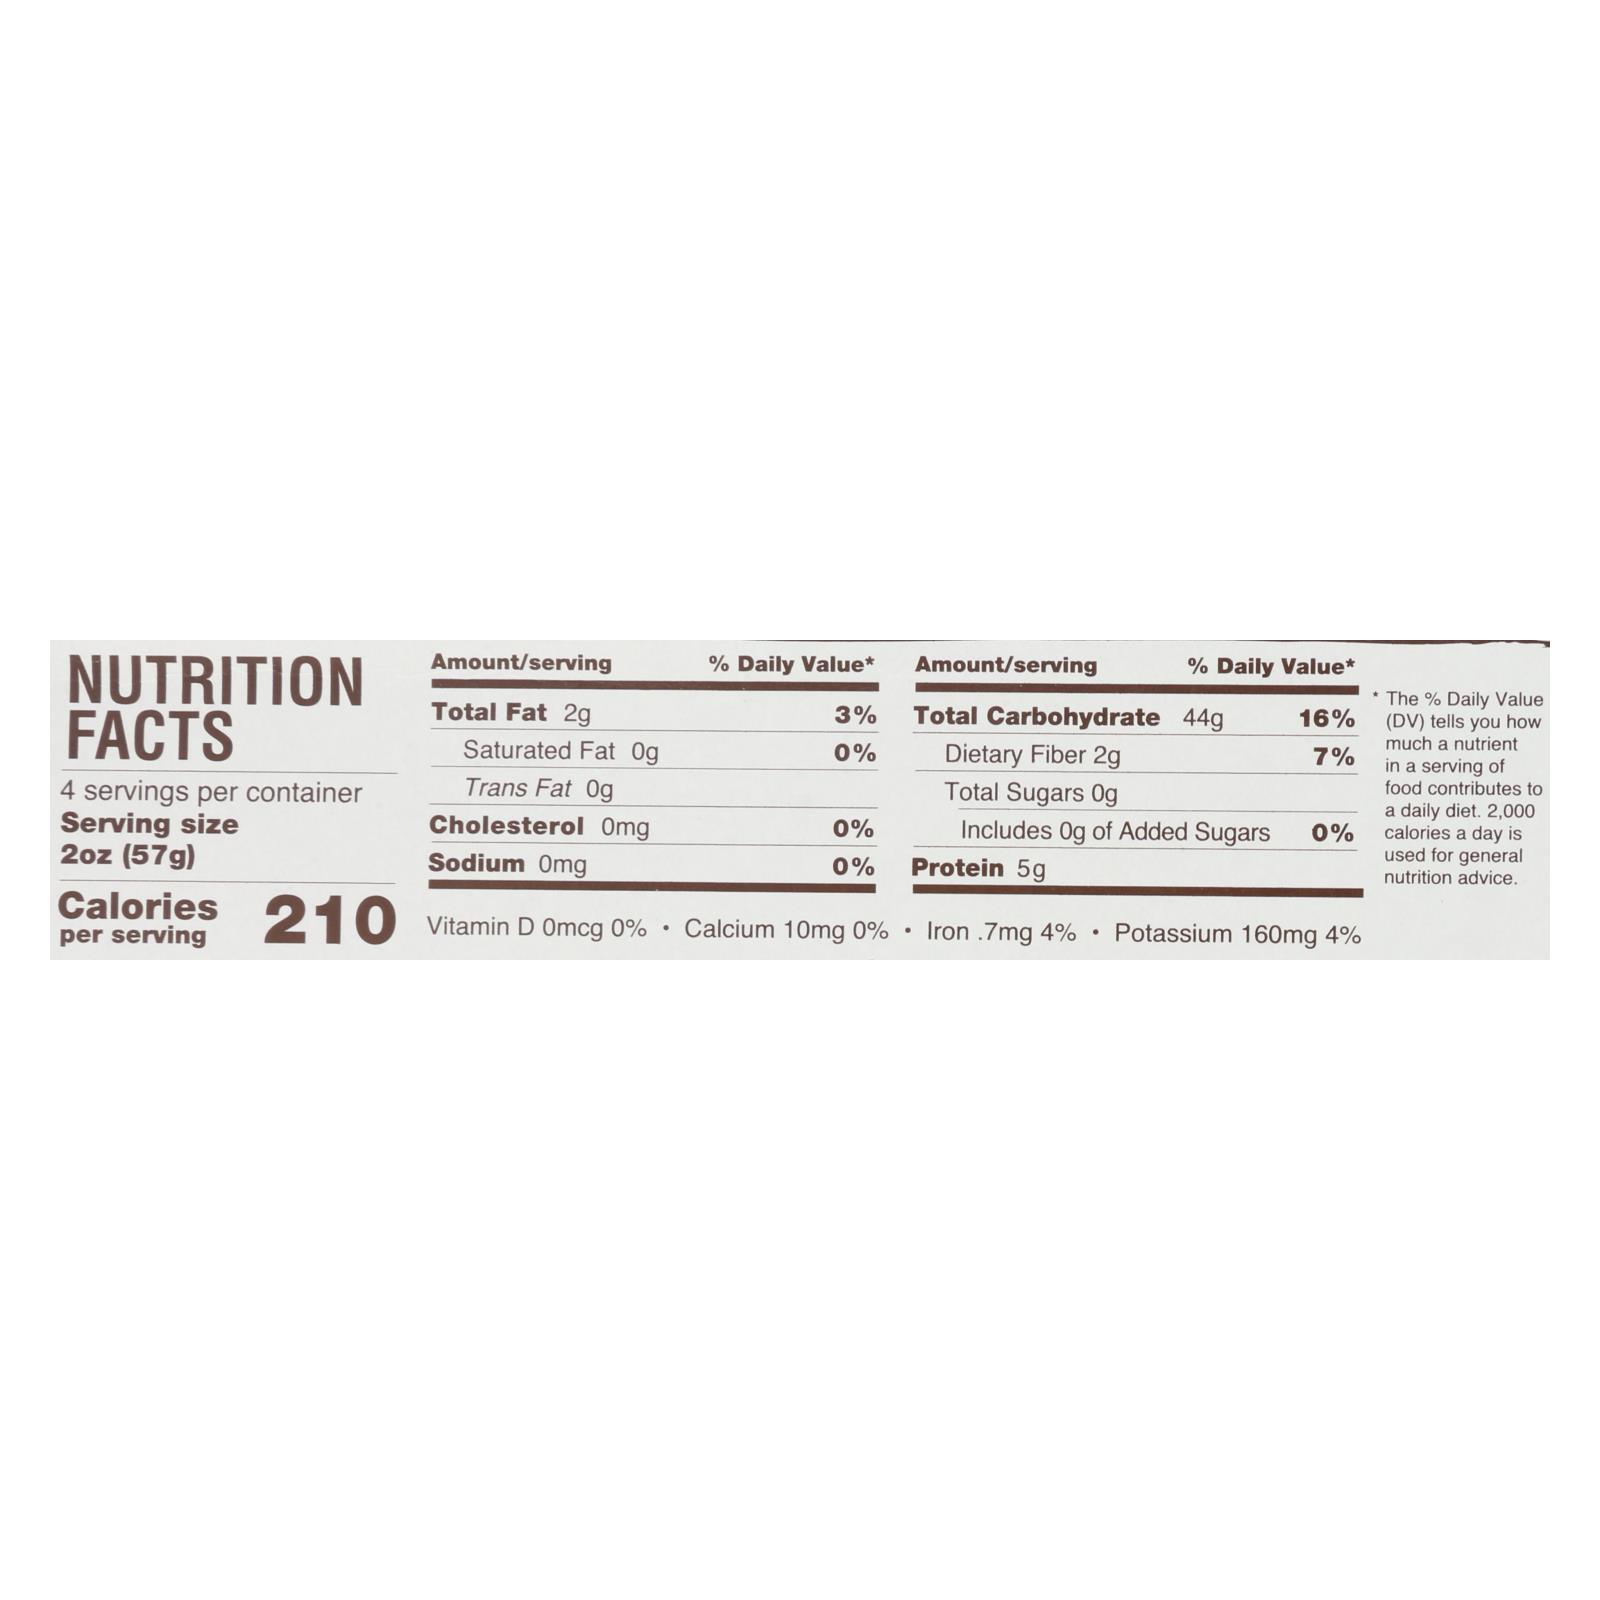 NUTRITION
FACTS
4 servings per container
Serving size
2oz (57g)
Calories
per serving 210
Amount/serving % Daily Value*
Total Fat 2g 3%
Saturated Fat 0g 0%
Trans Fat 0g
Cholesterol 0mg 0%
Sodium 0mg 0%
Amount/serving % Daily Value*
Total Carbohydrate 44g 16%
Dietary Fiber 2g 7%
Total Sugars 0g
Includes 0g of Added Sugars 0%
Protein 5g
Vitamin D 0mcg 0% • Calcium 10mg 0% • Iron .7mg 4% • Potassium 160mg 4%
* The % Daily Value
(DV) tells you how
much a nutrient
in a serving of
food contributes to
a daily diet. 2,000
calories a day is
used for general
nutrition advice.